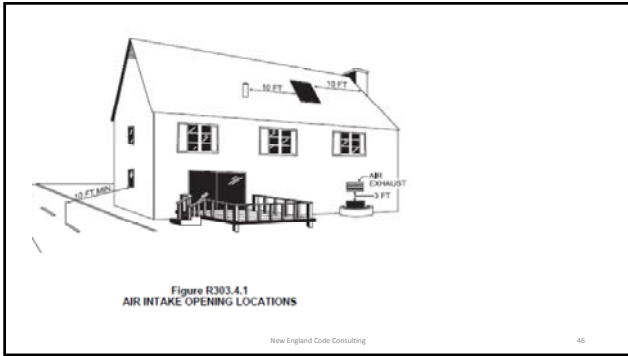 10 FT
10 FT
AIR
EXHAUST
3 FT
10 FT MIN
Figure R303.4.1
AIR INTAKE OPENING LOCATIONS
New England Code Consulting
46